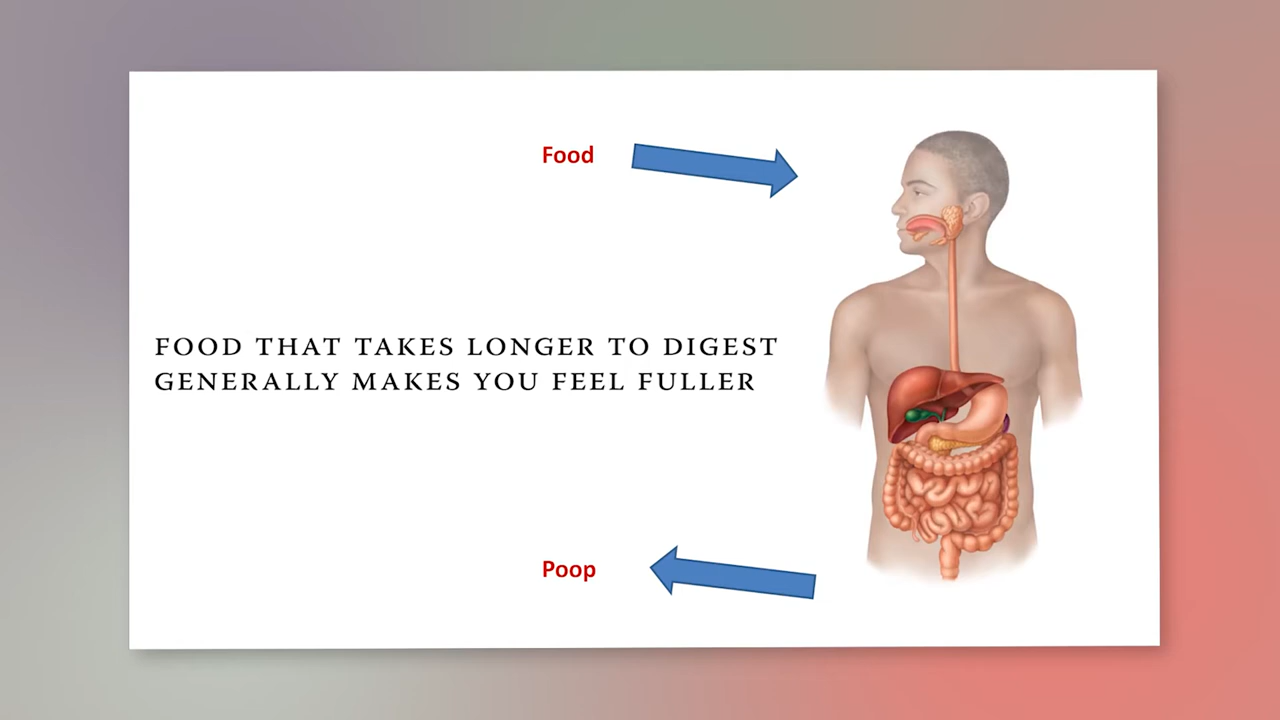 Food
FOOD THAT TAKES LONGER TO DIGEST
GENERALLY MAKES YOU FEEL FULLER
Poop